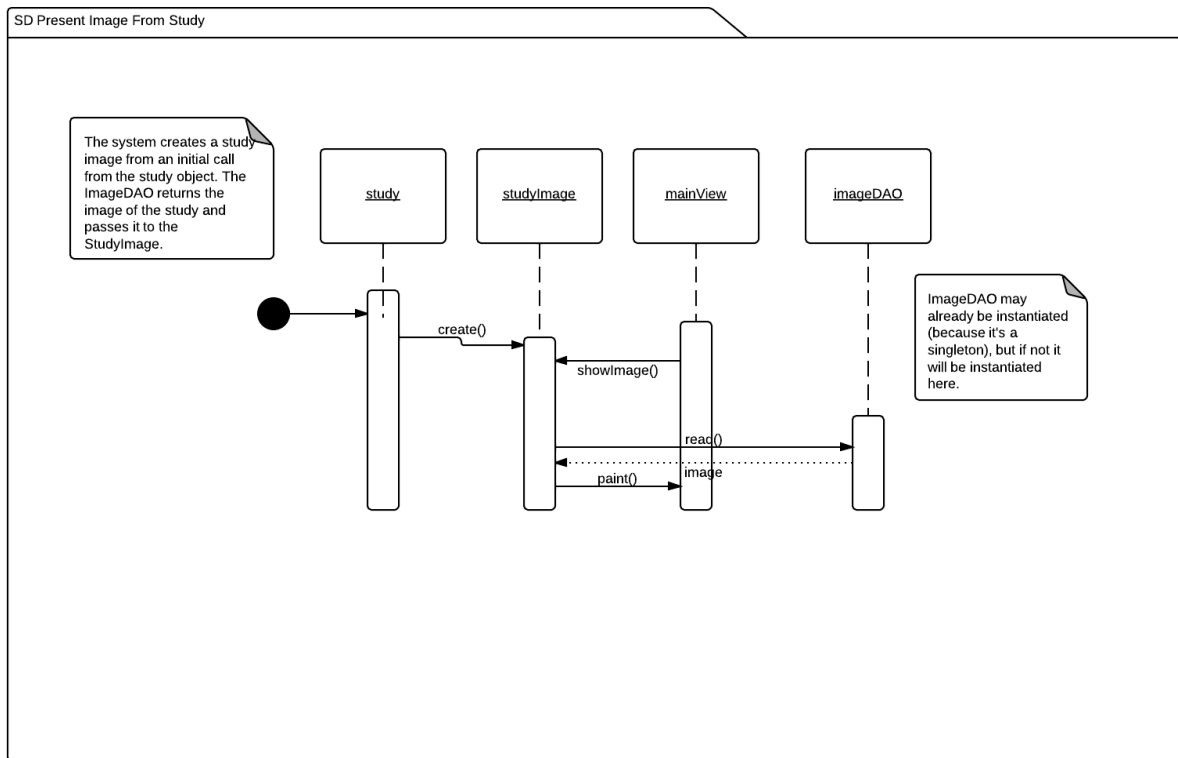 SD Present Image From Study
The system creates a study
image from an initial call
from the study object. The
ImageDAO returns the
image of the study and
passes it to the
StudyImage.
study
studyImage
mainView
imageDAO
ImageDAO may
already be instantiated
(because it's a
singleton), but if not it
will be instantiated
here.
create()
showImage()
read()
image
paint()